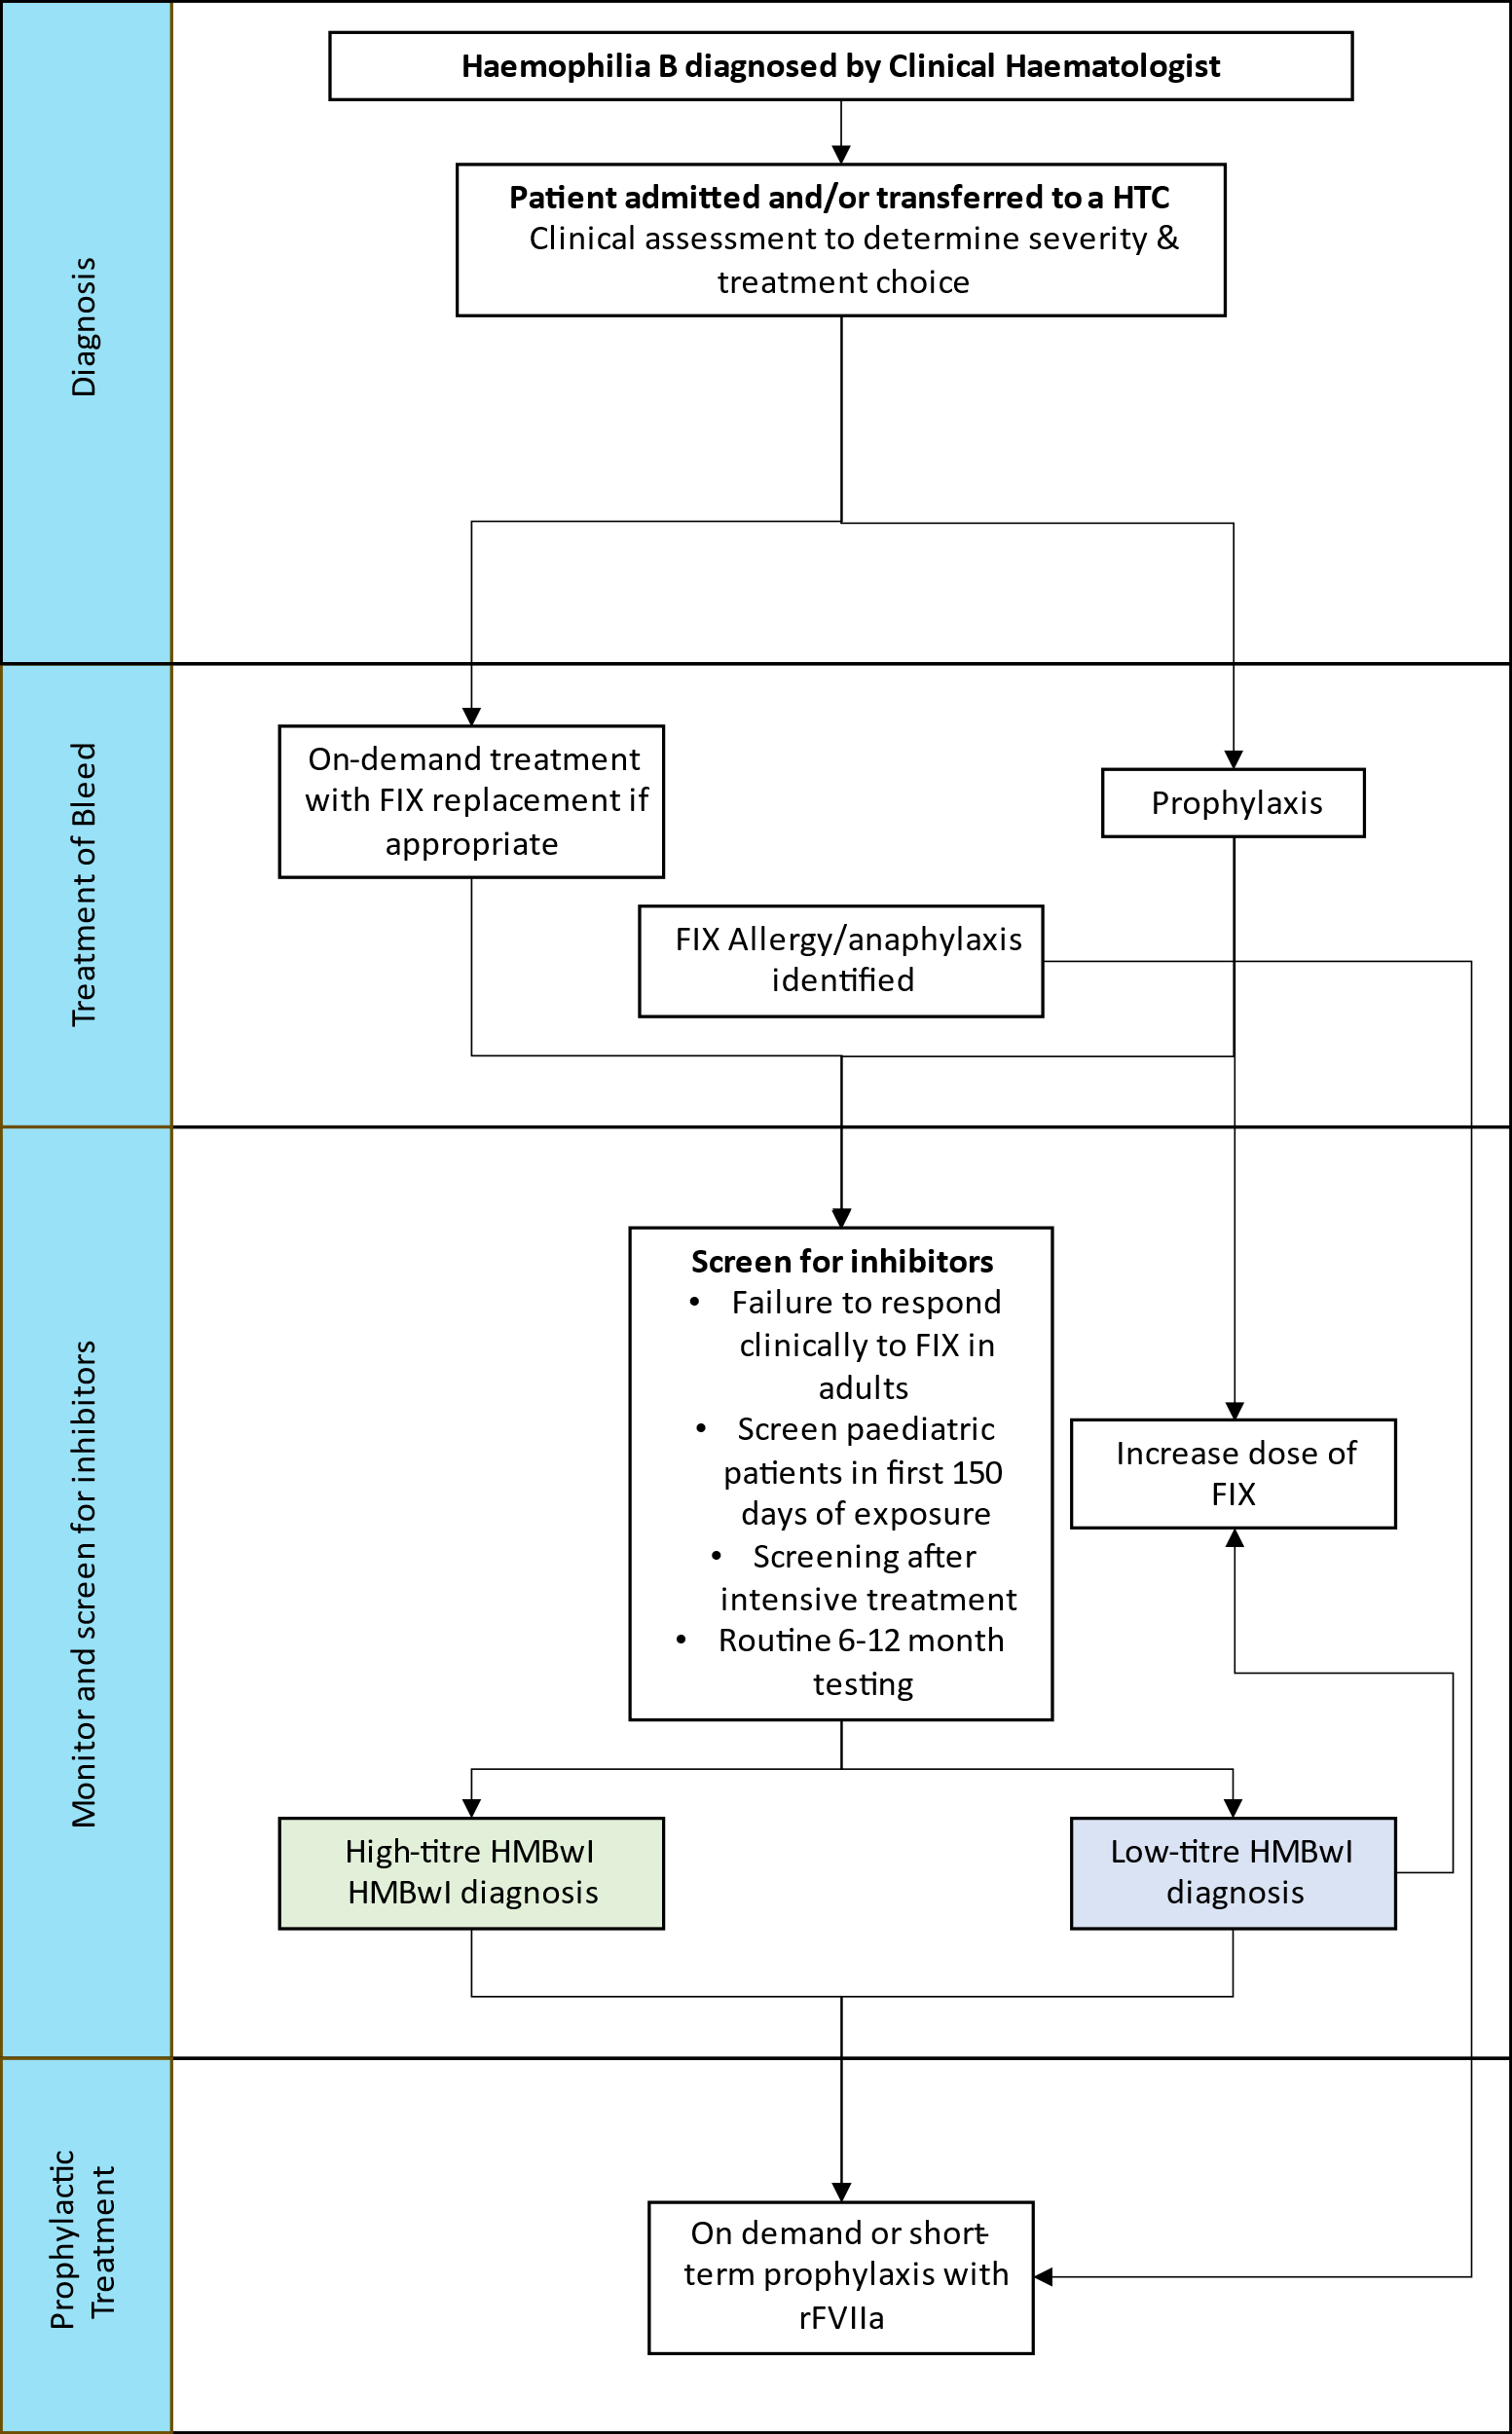 Diagnosis
Haemophilia B diagnosed by Clinical Haematologist
Patient admitted and/or transferred to a HTC
Clinical assessment to determine severity &
treatment choice
Treatment of Bleed
On-demand treatment
with FIX replacement if
appropriate
Prophylaxis
FIX Allergy/anaphylaxis
identified
Monitor and screen for inhibitors
Screen for inhibitors
• Failure to respond
clinically to FIX in
adults
• Screen paediatric
patients in first 150
days of exposure
• Screening after
intensive treatment
• Routine 6-12 month
testing
Increase dose of
FIX
High-titre HMBwI
HMBwI diagnosis
Low-titre HMBwI
diagnosis
Prophylactic
Treatment
On demand or short-
term prophylaxis with
rFVIIa